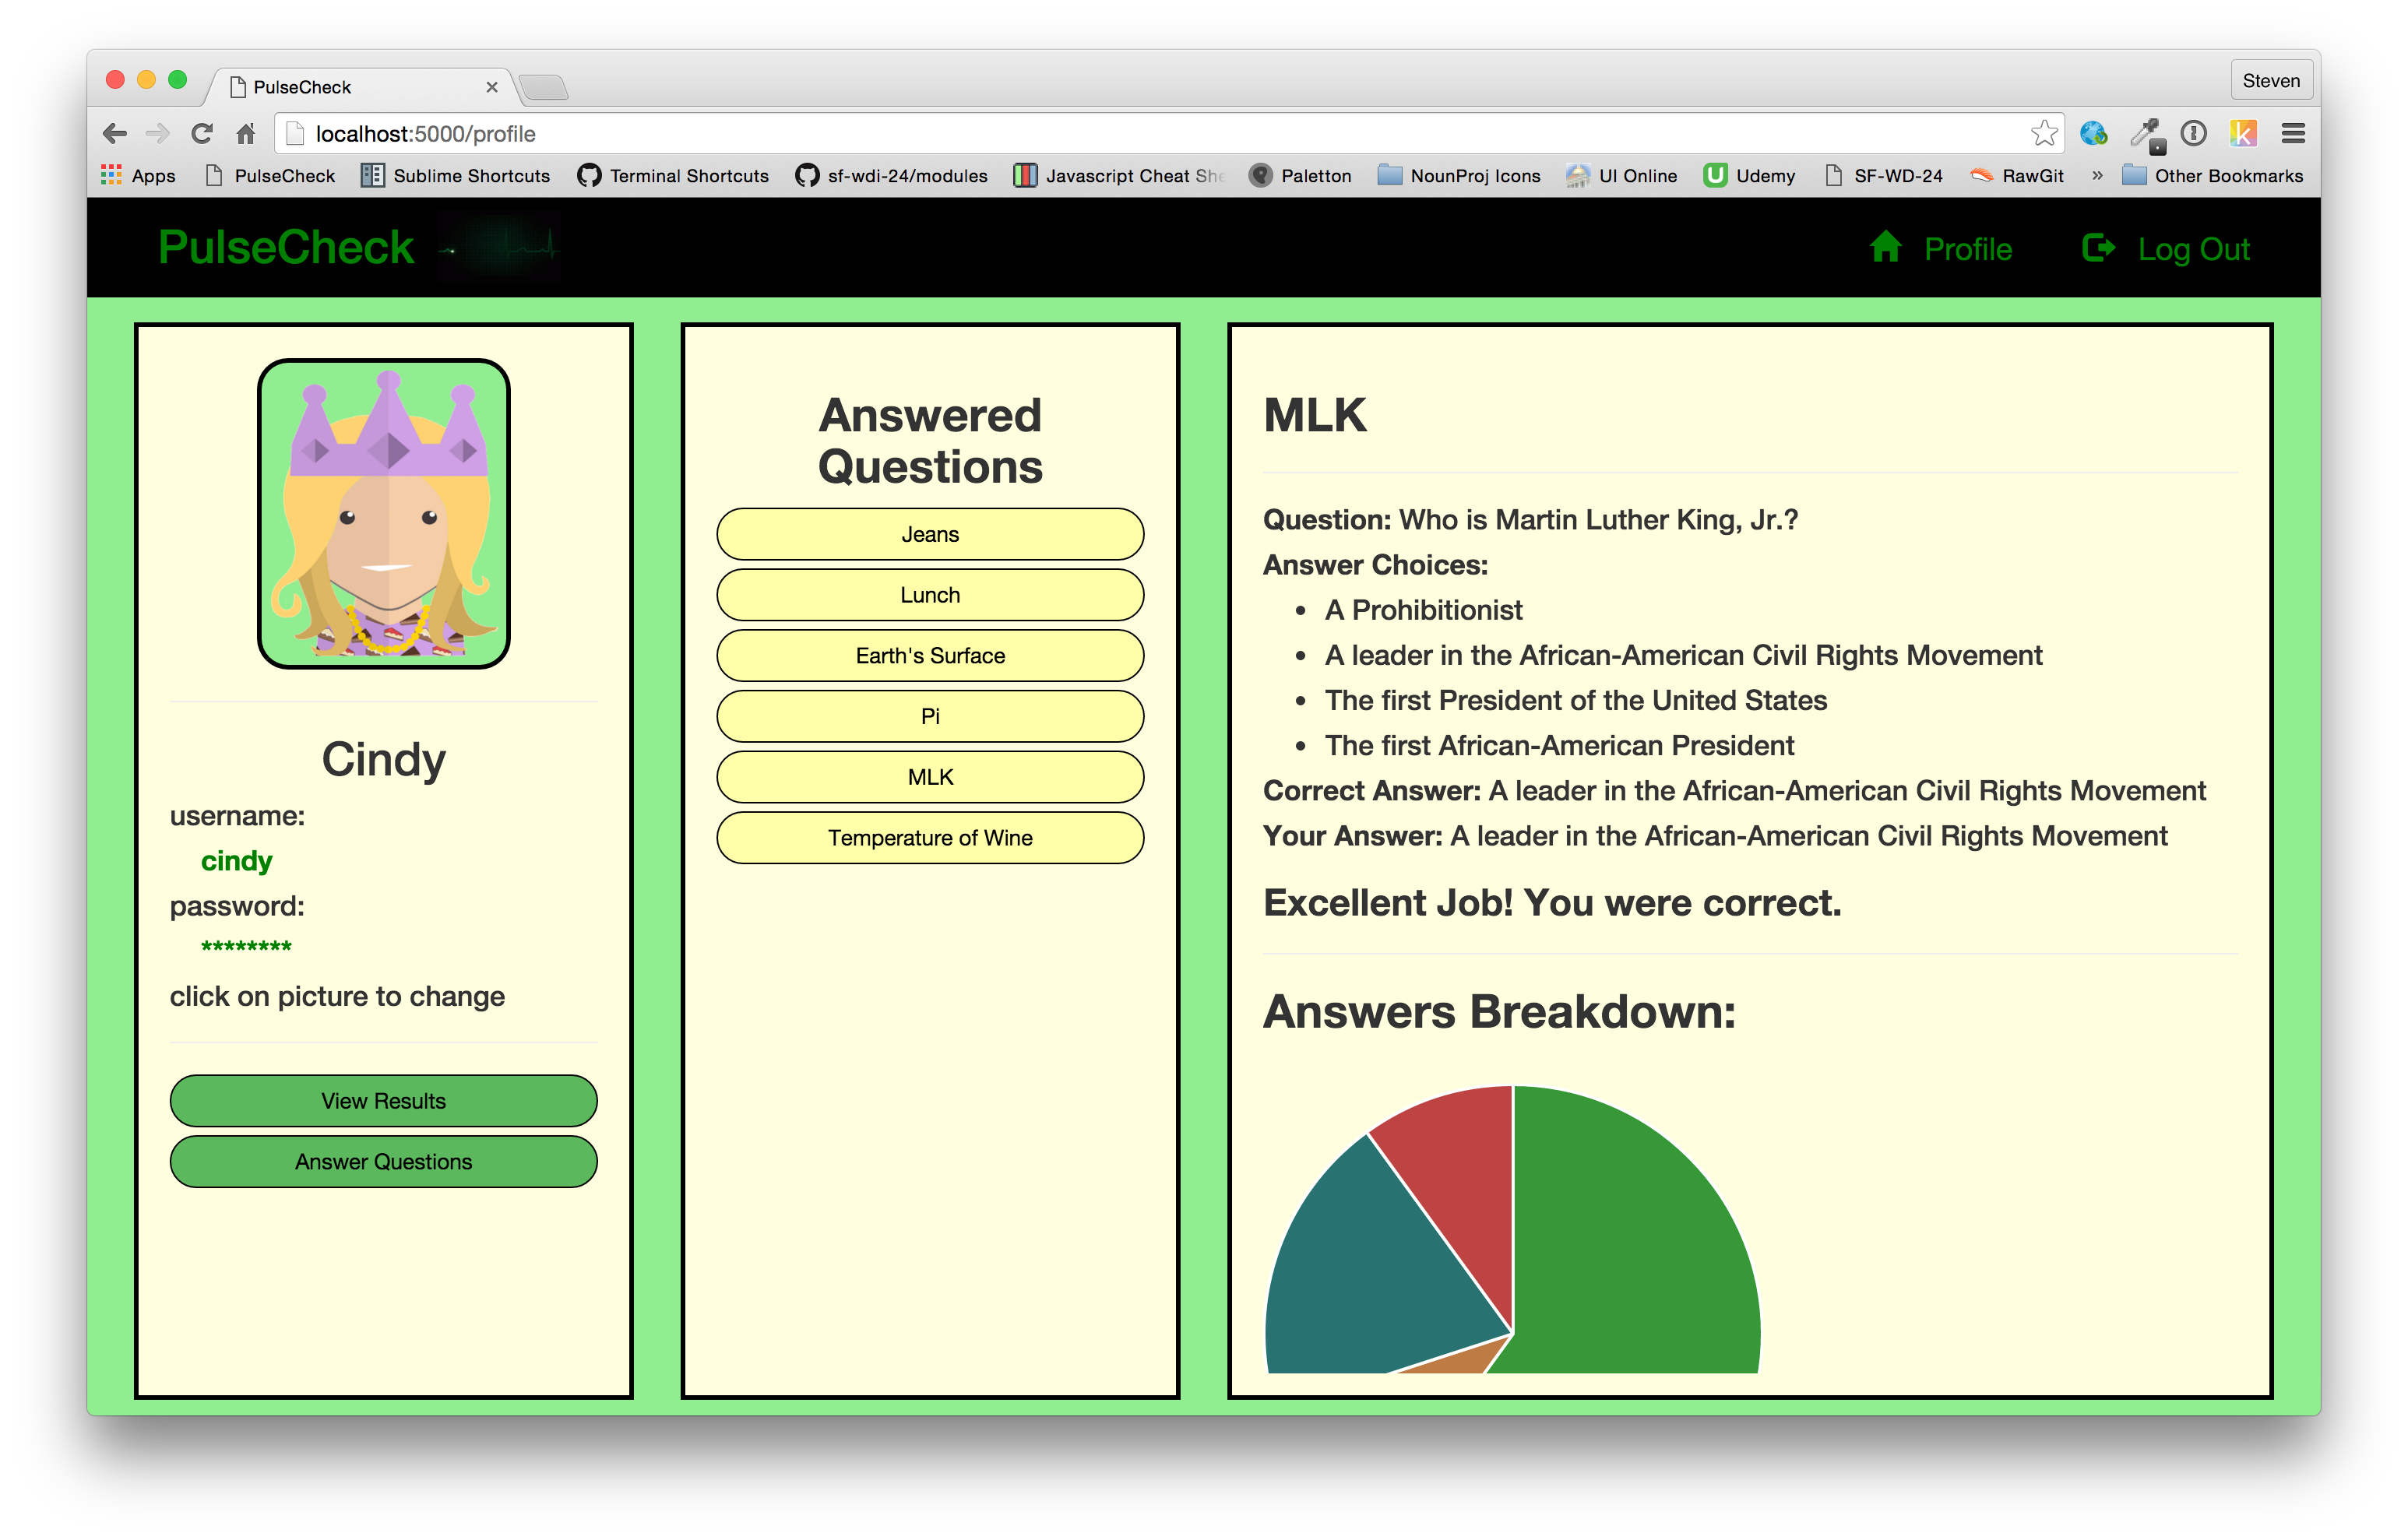 PulseCheck
Steven
localhost:5000/profile
Apps PulseCheck Sublime Shortcuts Terminal Shortcuts sf-wdi-24/modules Javascript Cheat She Paletton NounProj Icons UI Online Udemy SF-WD-24 RawGit » Other Bookmarks
PulseCheck Profile Log Out
Cindy
username:
cindy
password:
********
click on picture to change
View Results
Answer Questions
Answered
Questions
Jeans
Lunch
Earth's Surface
Pi
MLK
Temperature of Wine
MLK
Question: Who is Martin Luther King, Jr.?
Answer Choices:
• A Prohibitionist
• A leader in the African-American Civil Rights Movement
• The first President of the United States
• The first African-American President
Correct Answer: A leader in the African-American Civil Rights Movement
Your Answer: A leader in the African-American Civil Rights Movement
Excellent Job! You were correct.
Answers Breakdown: